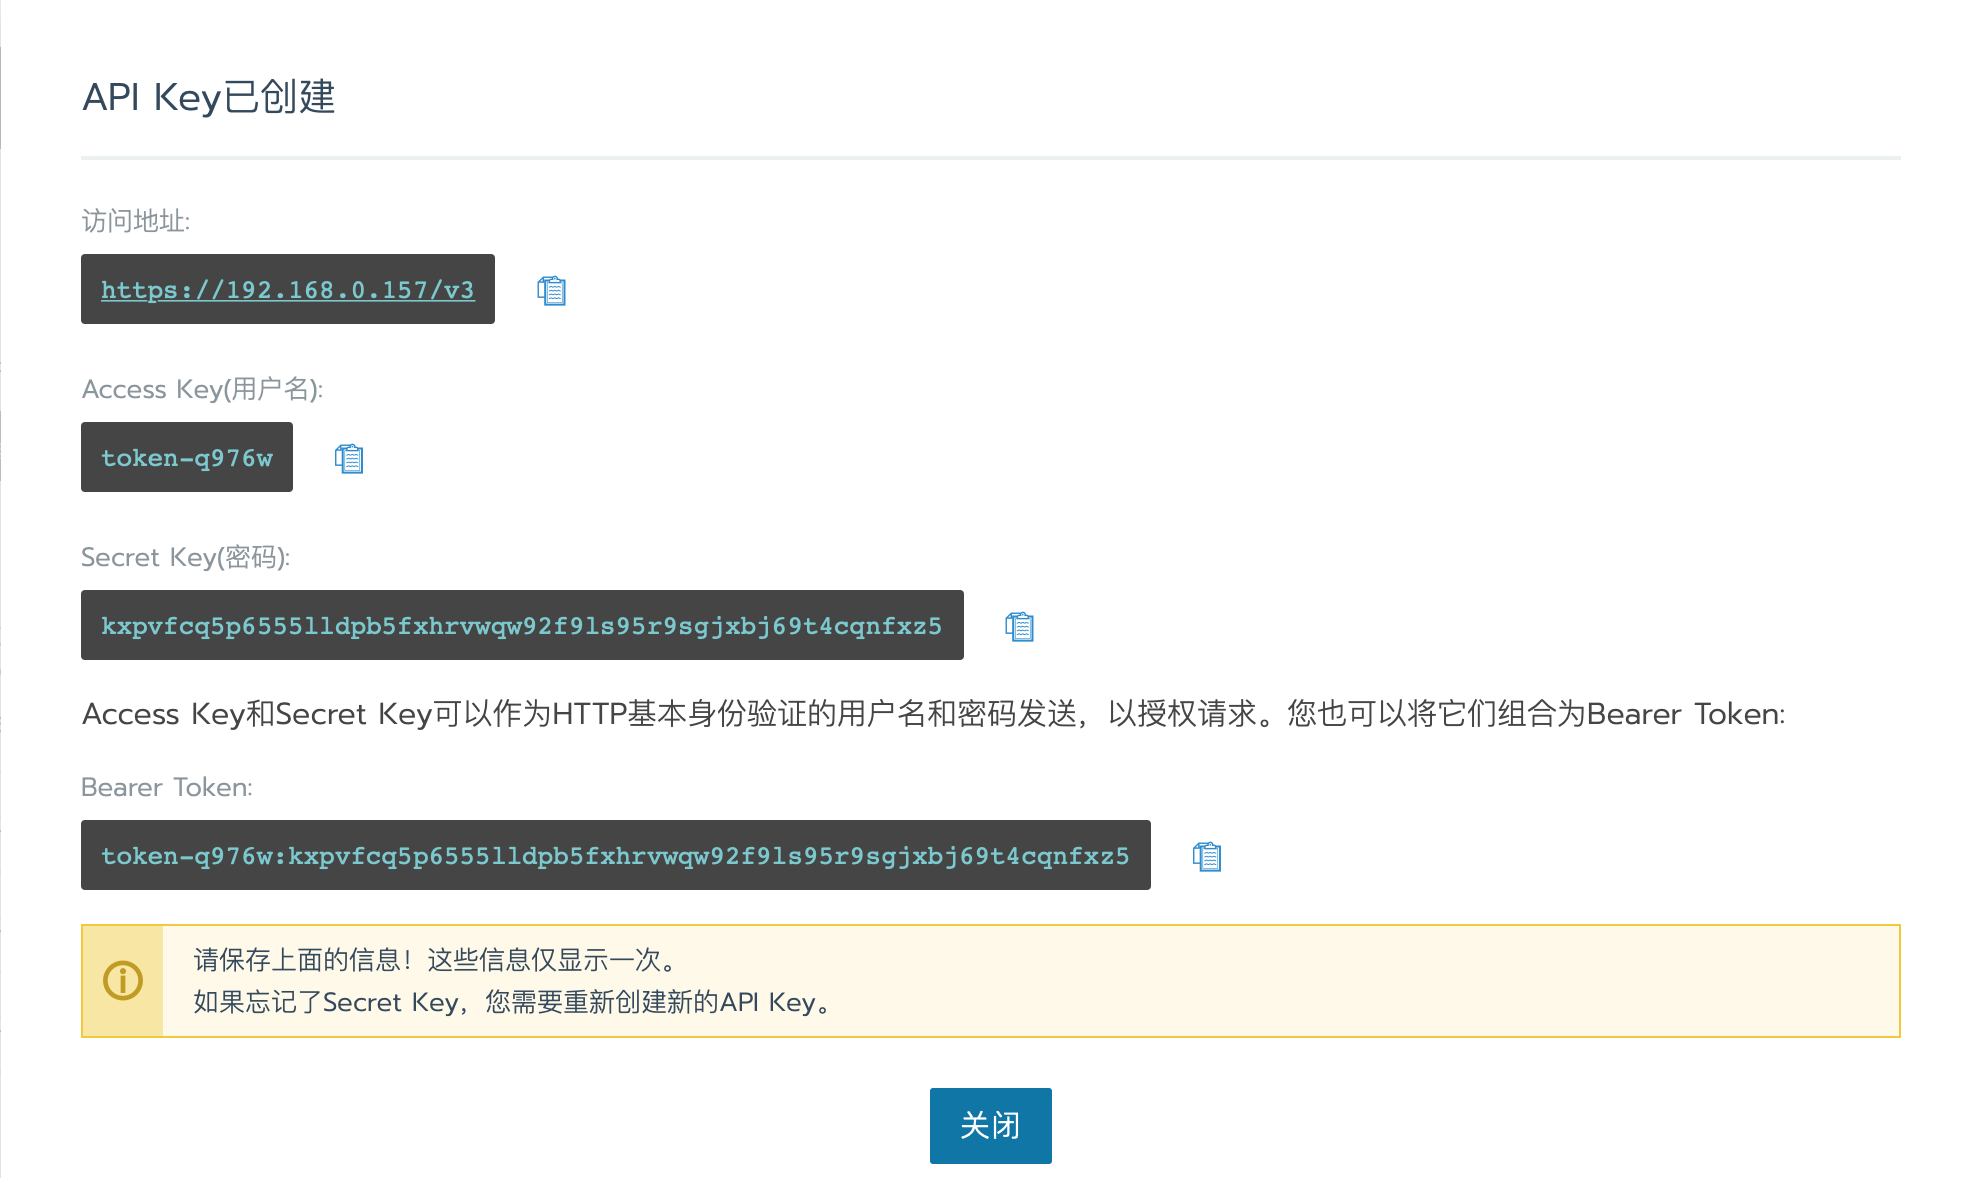 API Key已创建
访问地址:
https://192.168.0.157/v3
Access Key(用户名):
token-q976w
Secret Key(密码):
kxpvfcq5p6555lldpb5fxhrvwqw92f9ls95r9sgjxbj69t4cqnfxz5
Access Key和Secret Key可以作为HTTP基本身份验证的用户名和密码发送，以授权请求。您也可以将它们组合为Bearer Token:
Bearer Token:
token-q976w:kxpvfcq5p6555lldpb5fxhrvwqw92f9ls95r9sgjxbj69t4cqnfxz5
请保存上面的信息！这些信息仅显示一次。
如果忘记了Secret Key，您需要重新创建新的API Key。
关闭